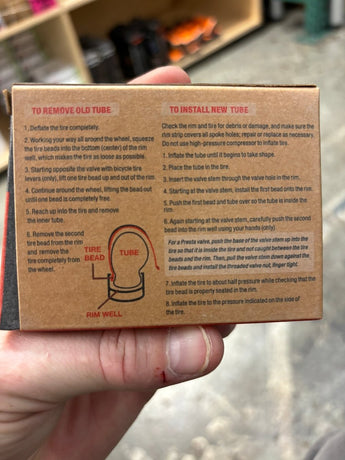 TO REMOVE OLD TUBE
1. Deflate the tire completely.
2. Working your way all around the wheel, squeeze
the tire beads into the bottom (center) of the rim
well, which makes the tire as loose as possible.
3. Starting opposite the valve with bicycle tire
levers (only), lift one tire bead up and out of the rim.
4. Continue around the wheel, lifting the bead out
until one bead is completely free.
5. Reach up into the tire and remove
the inner tube.
6. Remove the second
tire bead from the rim
and remove the
tire completely from
the wheel.
TIRE
BEAD
TUBE
RIM WELL
TO INSTALL NEW TUBE
Check the rim and tire for debris or damage, and make sure the
rim strip covers all spoke holes; repair or replace as necessary.
Do not use high-pressure compressor to inflate tires.
1. Inflate the tube until it begins to take shape.
2. Place the tube in the tire.
3. Insert the valve stem through the valve hole in the rim.
4. Starting at the valve stem, install the first bead onto the rim.
5. Push the first bead and tube over so the tube is inside the
rim.
6. Again starting at the valve stem, carefully push the second
bead into the rim well using your hands (only).
For a Presta valve, push the base of the valve stem up into the
tire so that it is inside the tire and not caught between the tire
beads and the rim. Then, pull the valve stem down against the
tire beads and install the threaded valve nut, finger tight.
7. Inflate the tire to about half pressure while checking that the
tire bead is properly seated in the rim.
8. Inflate the tire to the pressure indicated on the side of
the tire.